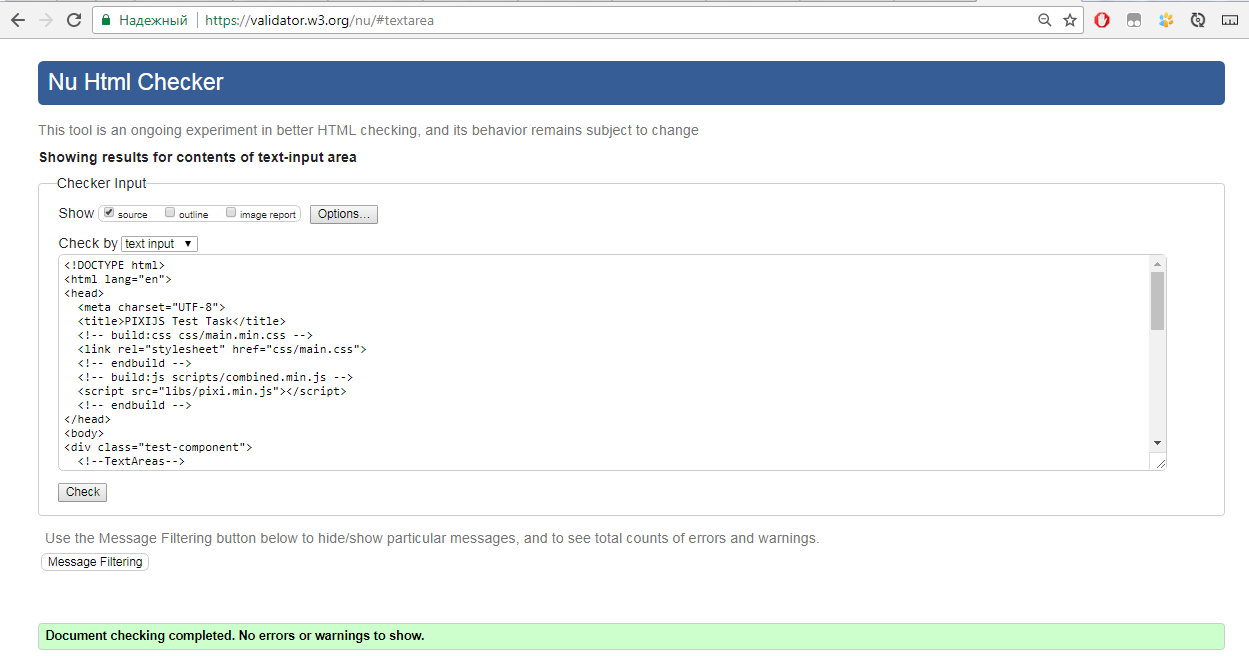 Надежный https://validator.w3.org/nu/#textarea
Nu Html Checker
This tool is an ongoing experiment in better HTML checking, and its behavior remains subject to change
Showing results for contents of text-input area
Checker Input
Show source outline image report Options...
Check by text input
<!DOCTYPE html>
<html lang="en">
<head>
<meta charset="UTF-8">
<title>PIXIJS Test Task</title>
<!-- build:css css/main.min.css -->
<link rel="stylesheet" href="css/main.css">
<!-- endbuild -->
<!-- build:js scripts/combined.min.js -->
<script src="libs/pixi.min.js"></script>
<!-- endbuild -->
</head>
<body>
<div class="test-component">
<!--TextAreas-->
Check
Use the Message Filtering button below to hide/show particular messages, and to see total counts of errors and warnings.
Message Filtering
Document checking completed. No errors or warnings to show.